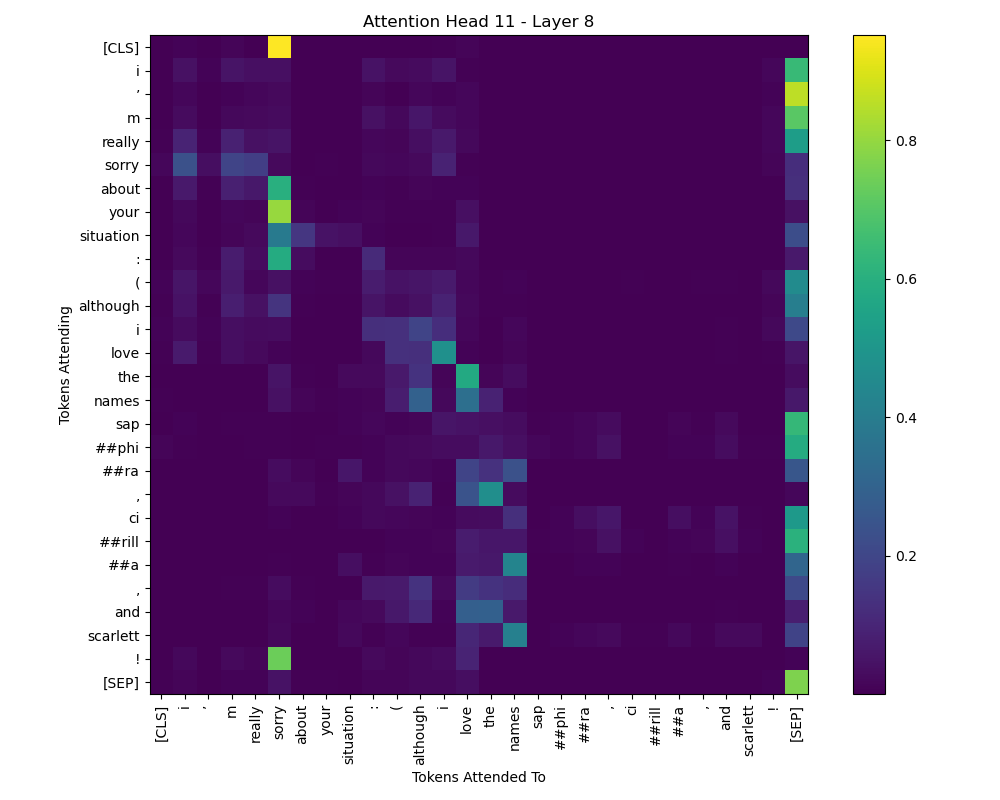 Attention Head 11 - Layer 8
[CLS]
i
'
m
really
sorry
about
your
situation
:
(
although
i
love
the
names
sap
##phi
##ra
,
ci
##rill
##a
,
and
scarlett
!
[SEP]
Tokens Attending
[CLS]
i
'
m
really
sorry
about
your
situation
:
(
although
i
love
the
names
sap
##phi
##ra
,
ci
##rill
##a
,
and
scarlett
!
[SEP]
Tokens Attended To
0.8
0.6
0.4
0.2